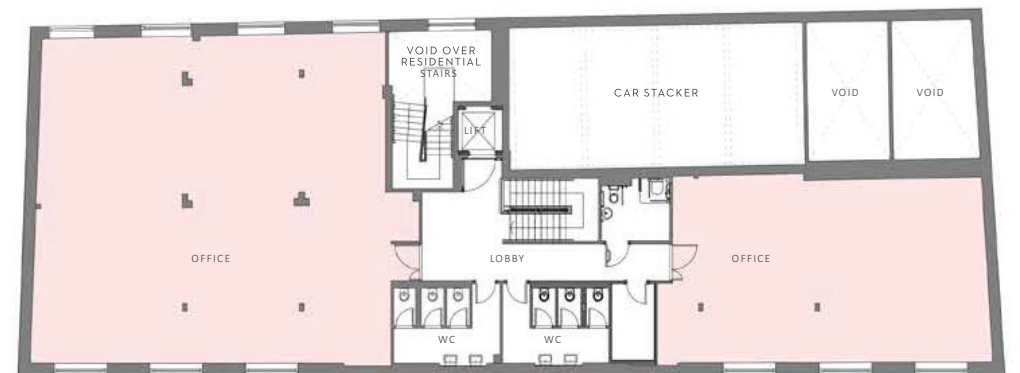 VOID OVER
RESIDENTIAL
STAIRS
CAR STACKER
VOID
VOID
LIFT
OFFICE
LOBBY
OFFICE
WC
WC